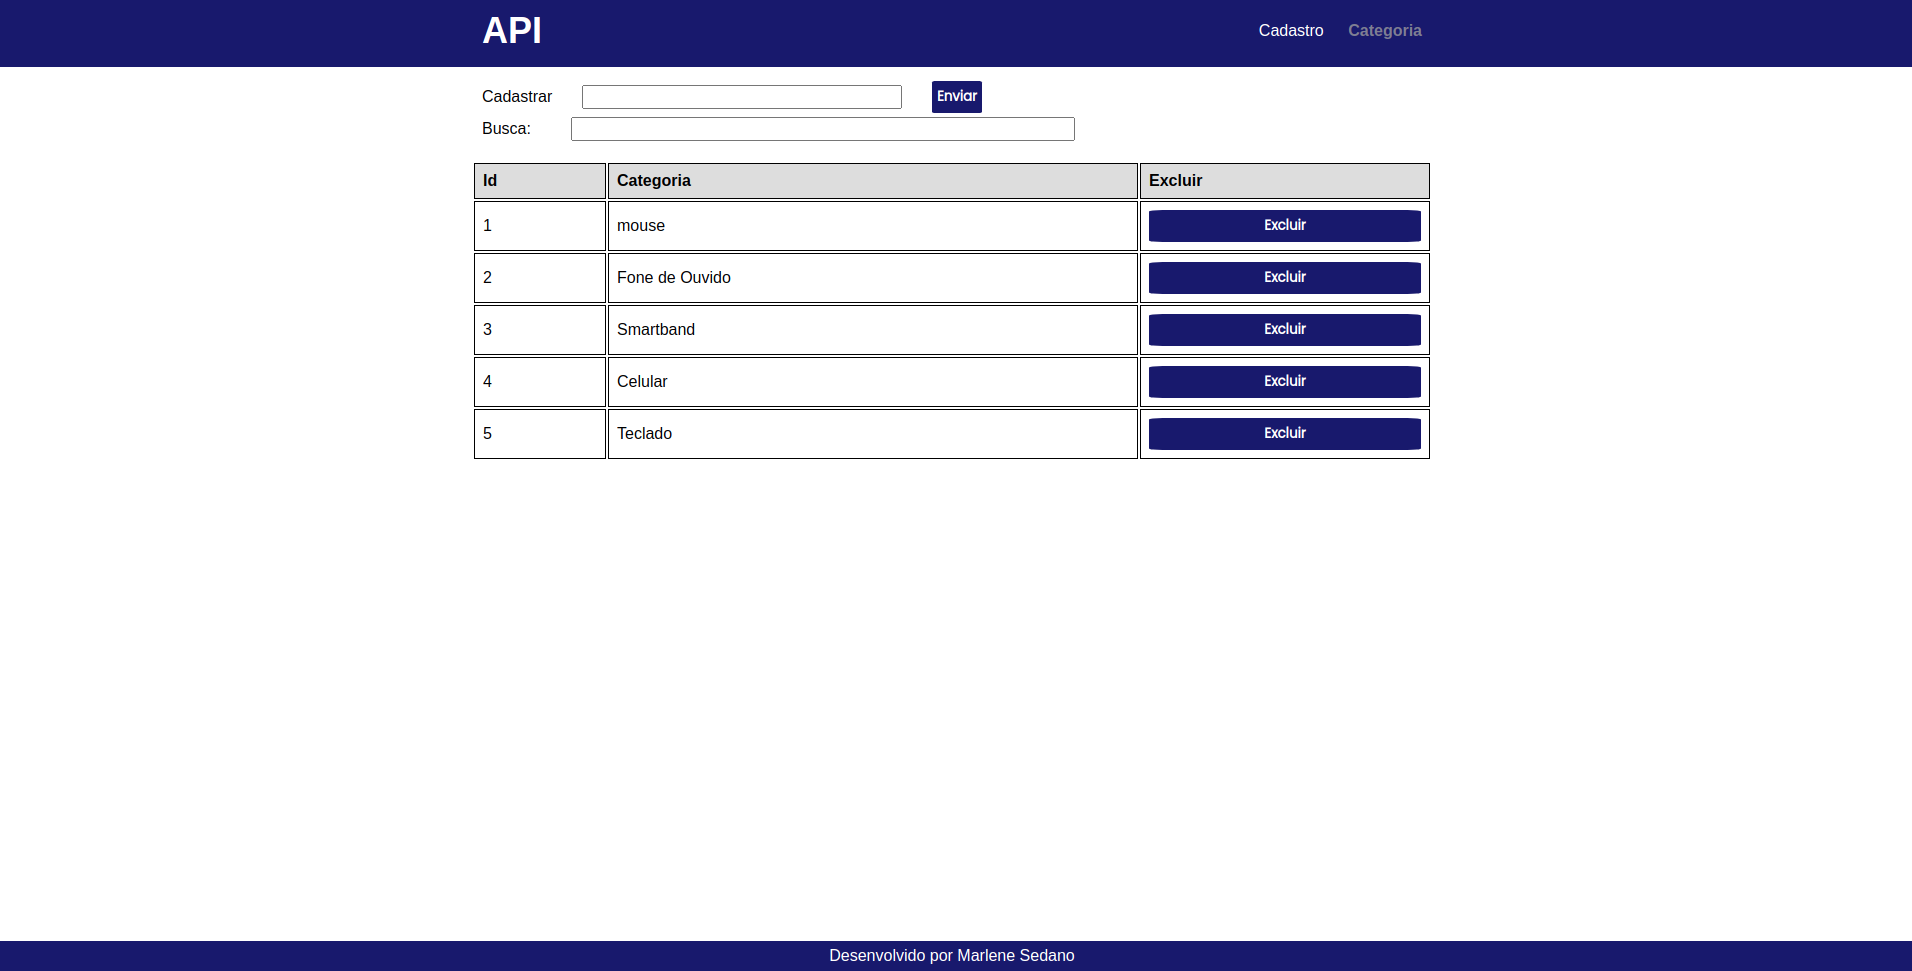 API Cadastro Categoria
Cadastrar Enviar
Busca:
Id Categoria Excluir
1 mouse Excluir
2 Fone de Ouvido Excluir
3 Smartband Excluir
4 Celular Excluir
5 Teclado Excluir
Desenvolvido por Marlene Sedano